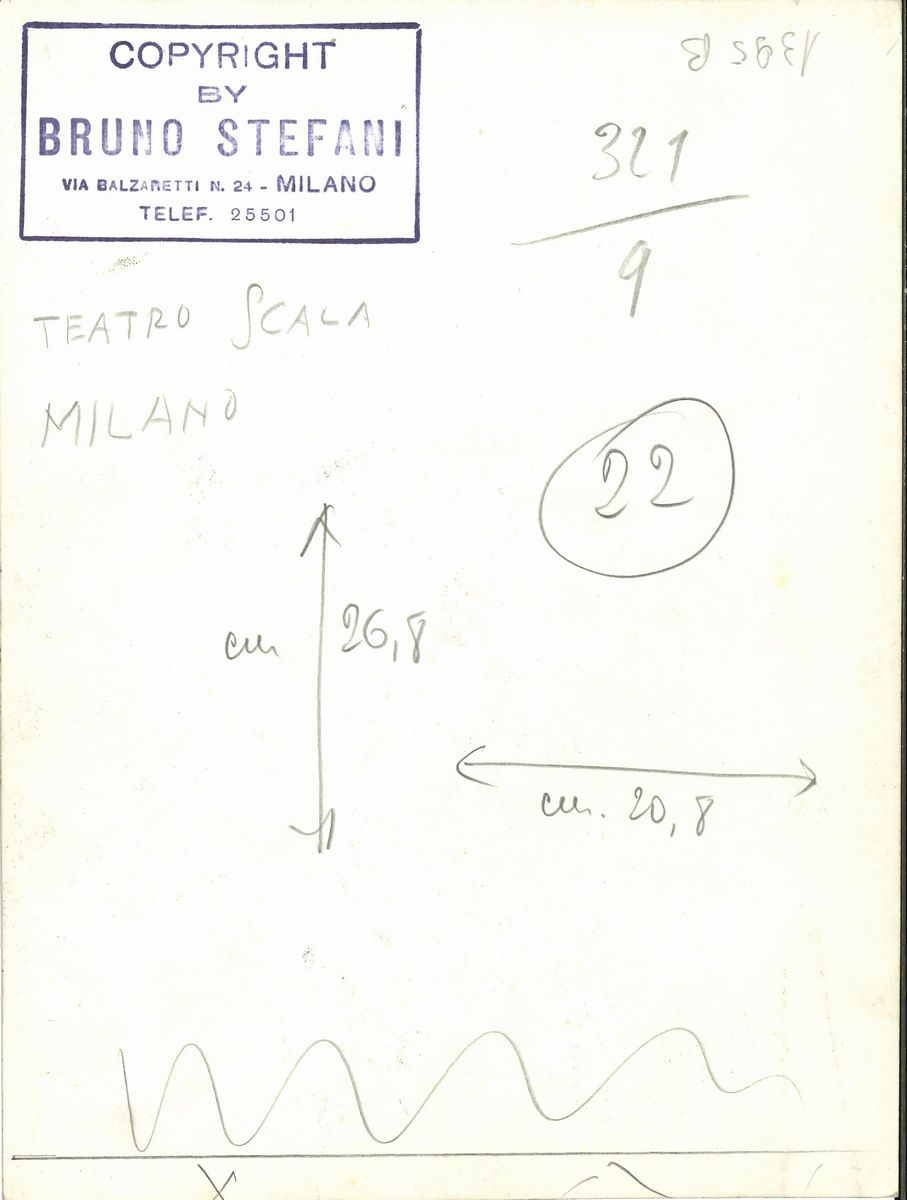 COPYRIGHT
BY
BRUNO STEFANI
VIA BALZARETTI N. 24 - MILANO
TELEF. 25501
1395 B
321
9
TEATRO SCALA
MILANO
22
cm 26,8
cm. 20,8